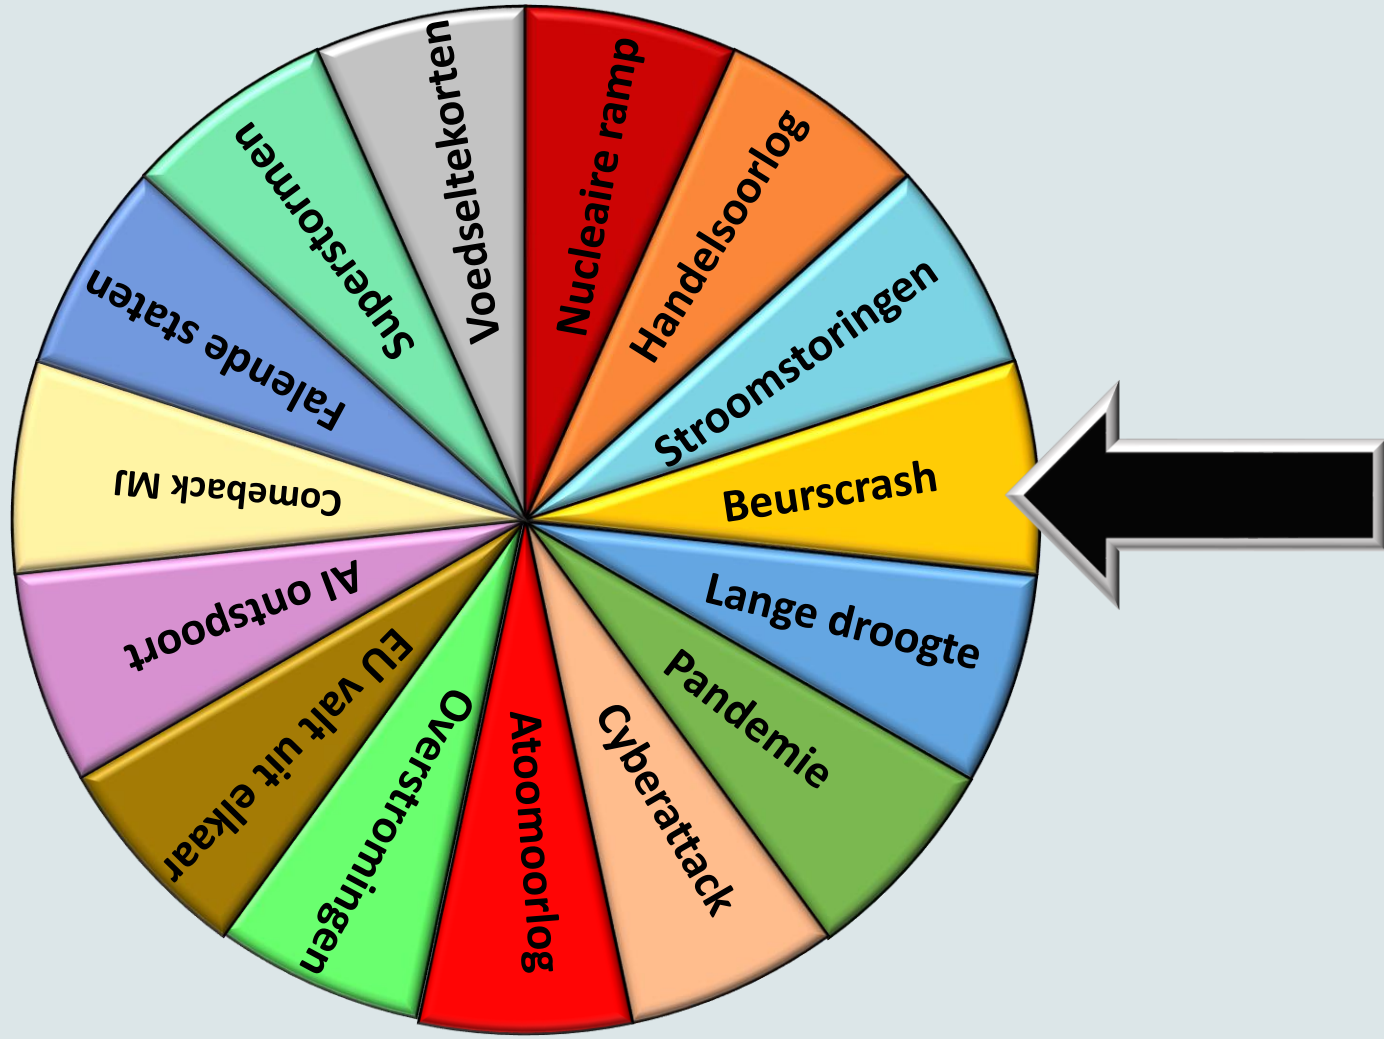 Nucleaire ramp
Handelsoorlog
Stroomstoringen
Beurscrash
Lange droogte
Pandemie
Cyberattack
Atoomoorlog
Overstromingen
EU valt uit elkaar
AI ontspoort
Comeback MJ
Falende staten
Superstormen
Voedseltekorten